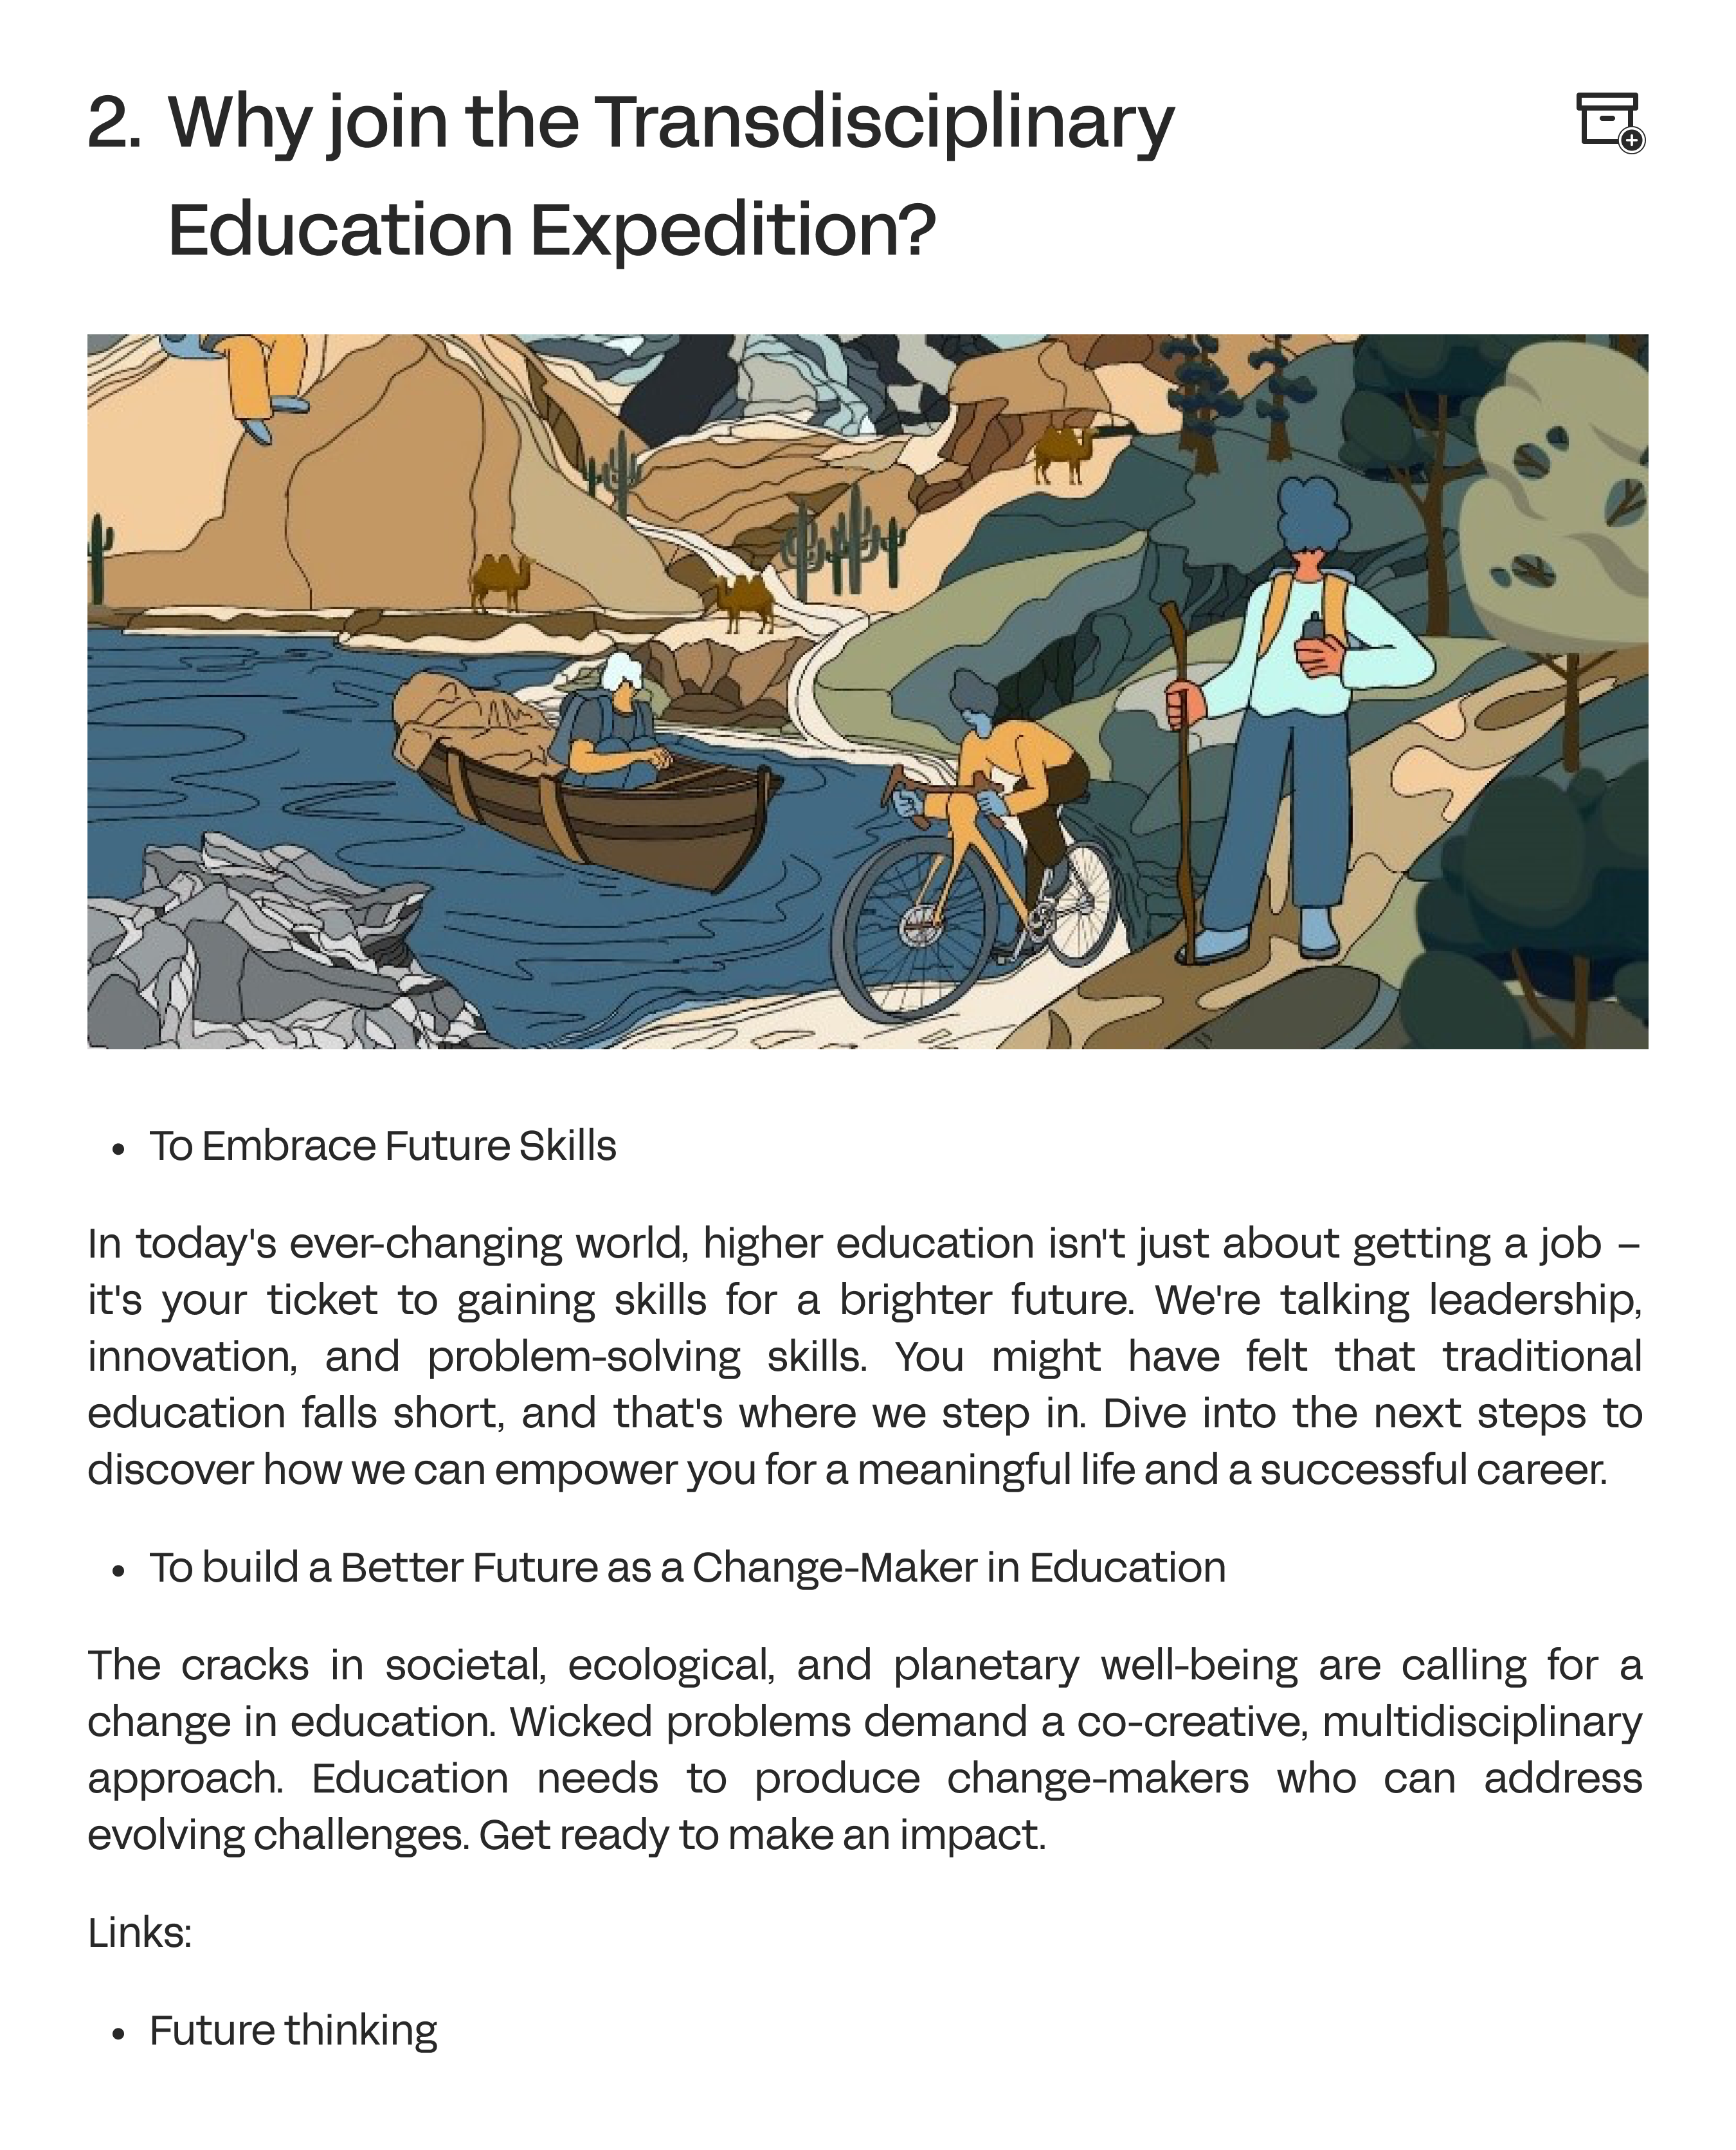 2. Why join the Transdisciplinary
Education Expedition?
• To Embrace Future Skills
In today's ever-changing world, higher education isn't just about getting a job –
it's your ticket to gaining skills for a brighter future. We're talking leadership,
innovation, and problem-solving skills. You might have felt that traditional
education falls short, and that's where we step in. Dive into the next steps to
discover how we can empower you for a meaningful life and a successful career.
• To build a Better Future as a Change-Maker in Education
The cracks in societal, ecological, and planetary well-being are calling for a
change in education. Wicked problems demand a co-creative, multidisciplinary
approach. Education needs to produce change-makers who can address
evolving challenges. Get ready to make an impact.
Links:
• Future thinking